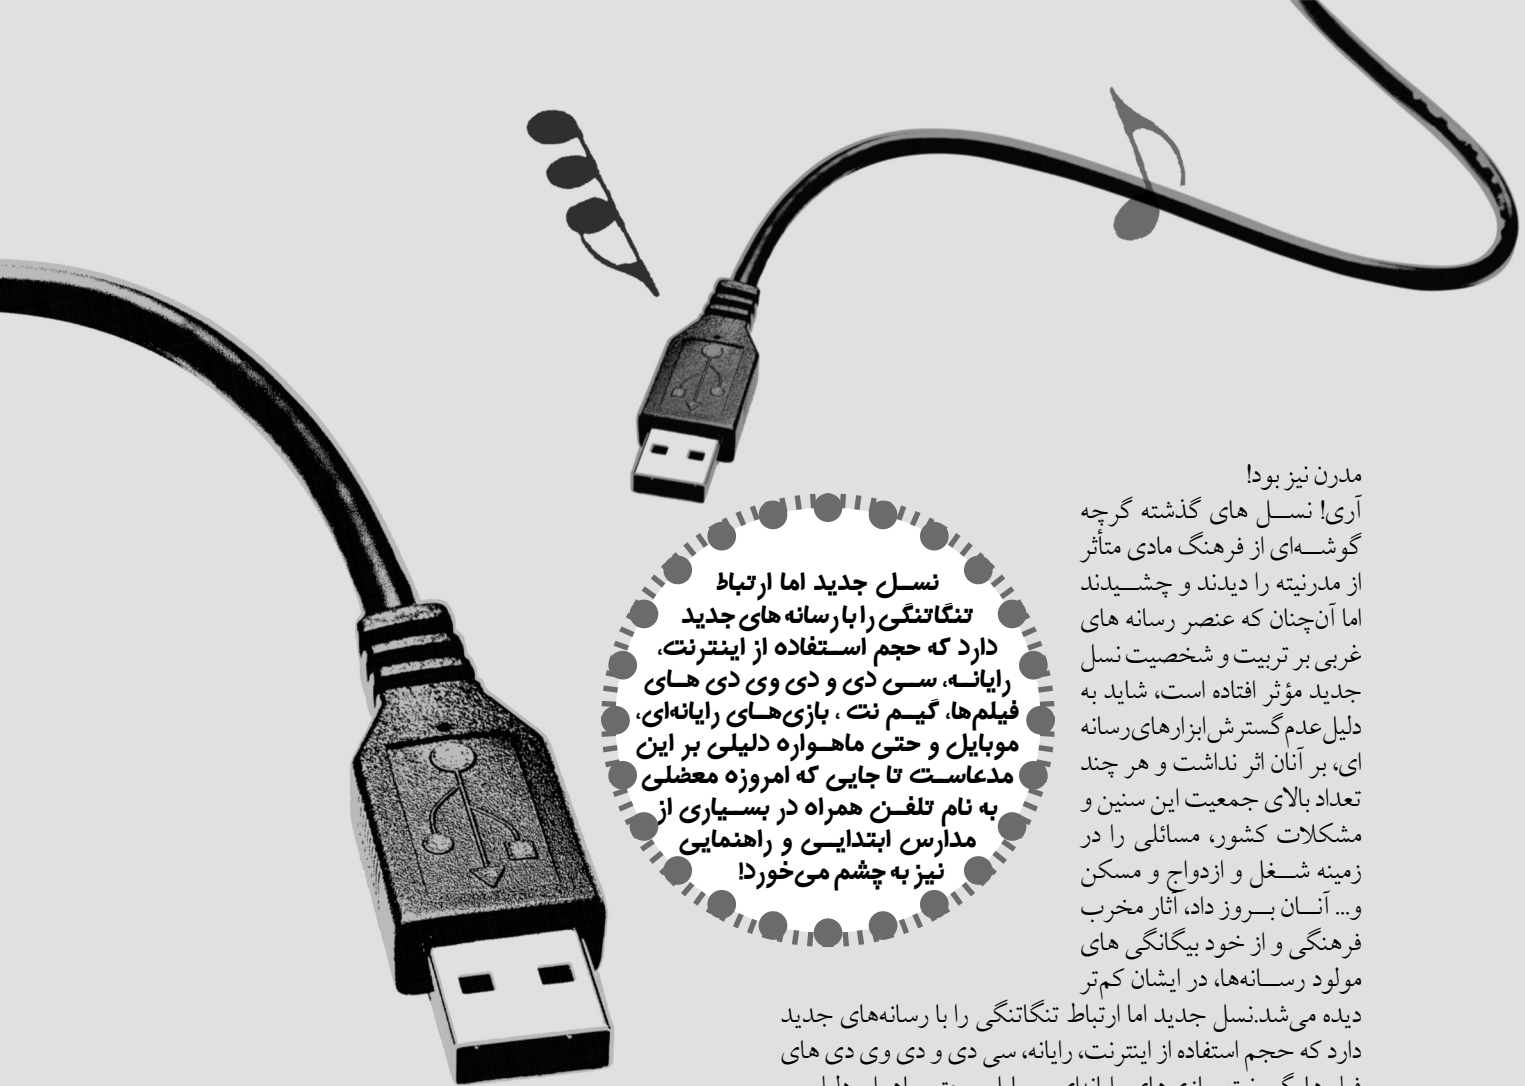 مدرن نیز بود!
آری! نسل های گذشته گرچه
گوشه‌ای از فرهنگ مادی متأثر
از مدرنیته را دیدند و چشیدند
اما آن‌چنان که عنصر رسانه های
غربی بر تربیت و شخصیت نسل
جدید مؤثر افتاده است، شاید به
دلیل عدم گسترش ابزارهای رسانه
ای، بر آنان اثر نداشت و هر چند
تعداد بالای جمعیت این سنین و
مشکلات کشور، مسائلی را در
زمینه شغل و ازدواج و مسکن
و... آنان بروز داد، آثار مخرب
فرهنگی و از خود بیگانگی های
مولود رسانه‌ها، در ایشان کم‌تر
دیده می‌شد.نسل جدید اما ارتباط تنگاتنگی را با رسانه‌های جدید
دارد که حجم استفاده از اینترنت، رایانه، سی دی و دی وی دی های
نسل جدید اما ارتباط
تنگاتنگی را با رسانه های جدید
دارد که حجم استفاده از اینترنت،
رایانه، سی دی و دی وی دی های
فیلم‌ها، گیم نت ، بازی‌های رایانه‌ای،
موبایل و حتی ماهواره دلیلی بر این
مدعاست تا جایی که امروزه معضلی
به نام تلفن همراه در بسیاری از
مدارس ابتدایی و راهنمایی
نیز به چشم می‌خورد!